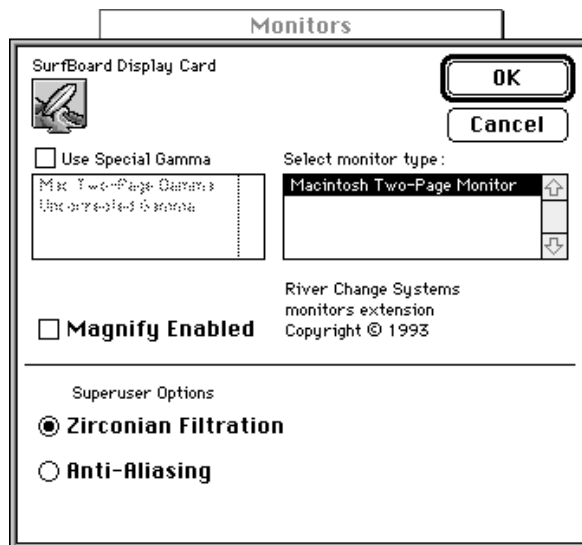 Monitors
SurfBoard Display Card
OK
Cancel
Use Special Gamma
Select monitor type:
Mac Two-Page Gamma
Macintosh Two-Page Monitor
Uncorrected Gamma
River Change Systems
monitors extension
Copyright © 1993
Magnify Enabled
Superuser Options
Zirconian Filtration
Anti-Aliasing